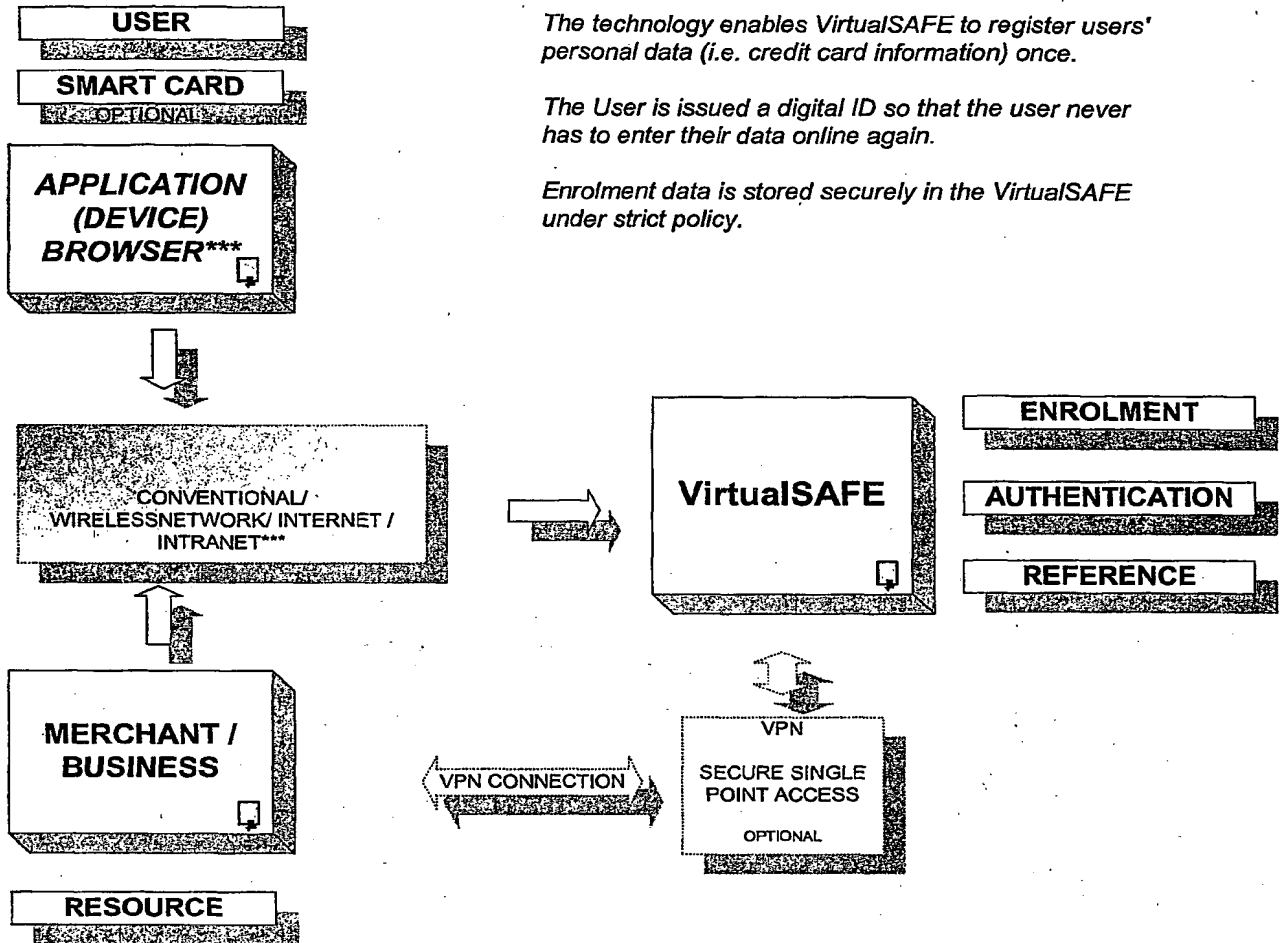 USER
SMART CARD
OPTIONAL
APPLICATION
(DEVICE)
BROWSER***
The technology enables VirtualSAFE to register users'
personal data (i.e. credit card information) once.
The User is issued a digital ID so that the user never
has to enter their data online again.
Enrolment data is stored securely in the VirtualSAFE
under strict policy.
CONVENTIONAL/
WIRELESSNETWORK/ INTERNET /
INTRANET***
VirtualSAFE
ENROLMENT
AUTHENTICATION
REFERENCE
MERCHANT /
BUSINESS
VPN CONNECTION
VPN
SECURE SINGLE
POINT ACCESS
OPTIONAL
RESOURCE